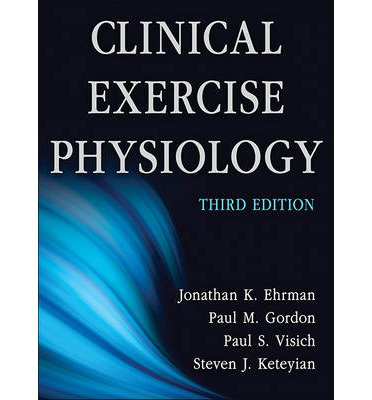 CLINICAL
EXERCISE
PHYSIOLOGY
THIRD EDITION
Jonathan K. Ehrman
Paul M. Gordon
Paul S. Visich
Steven J. Keteyian